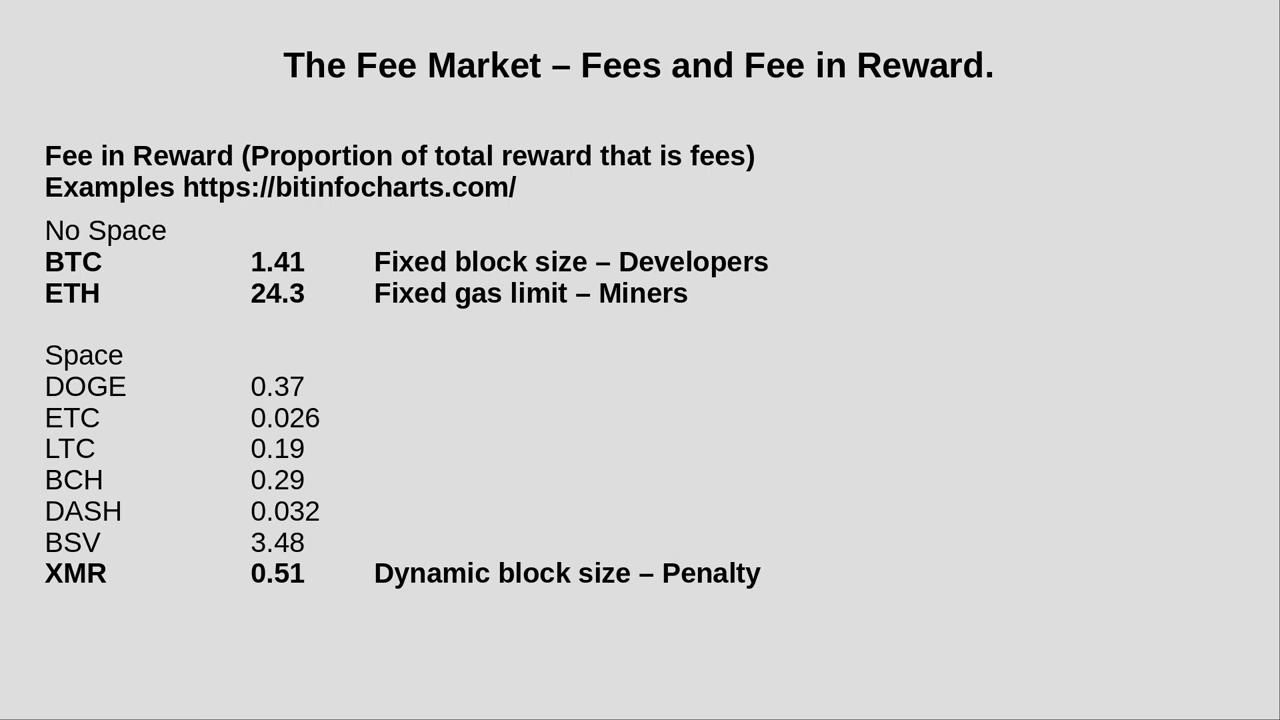 The Fee Market – Fees and Fee in Reward.
Fee in Reward (Proportion of total reward that is fees)
Examples https://bitinfocharts.com/
No Space
BTC 1.41 Fixed block size – Developers
ETH 24.3 Fixed gas limit – Miners
Space
DOGE 0.37
ETC 0.026
LTC 0.19
BCH 0.29
DASH 0.032
BSV 3.48
XMR 0.51 Dynamic block size – Penalty